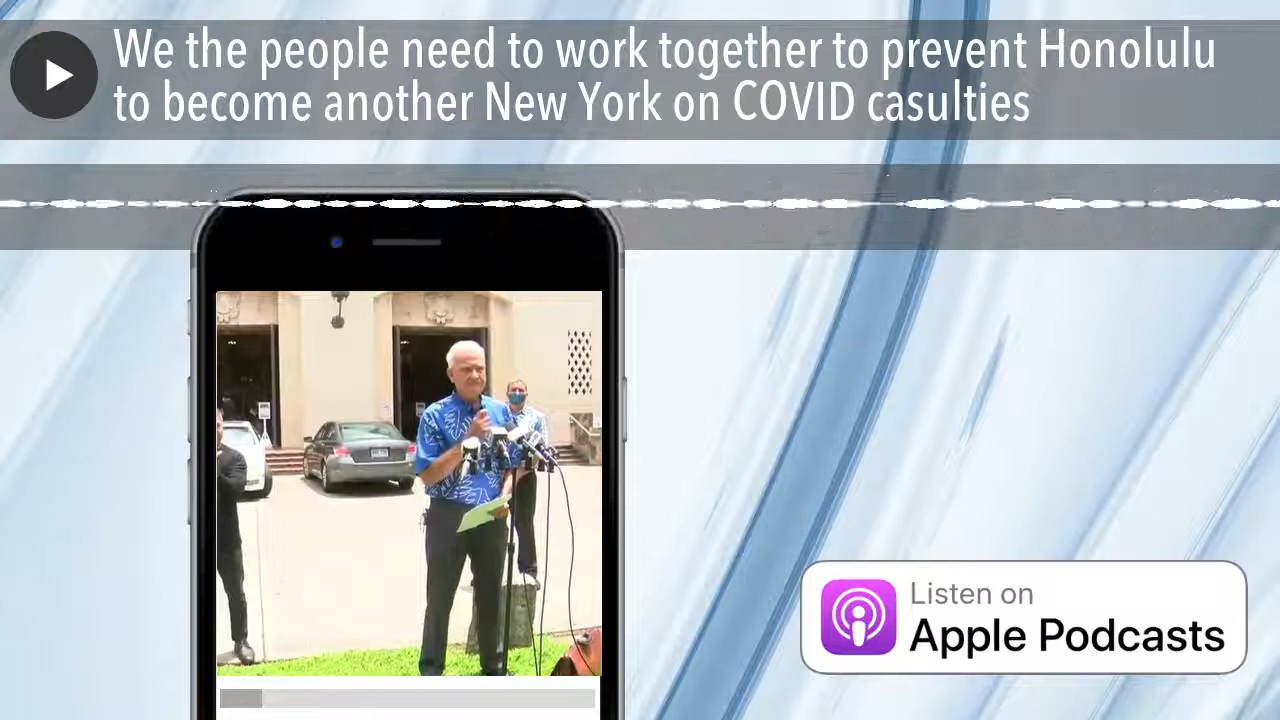 We the people need to work together to prevent Honolulu
to become another New York on COVID casulties
Listen on
Apple Podcasts